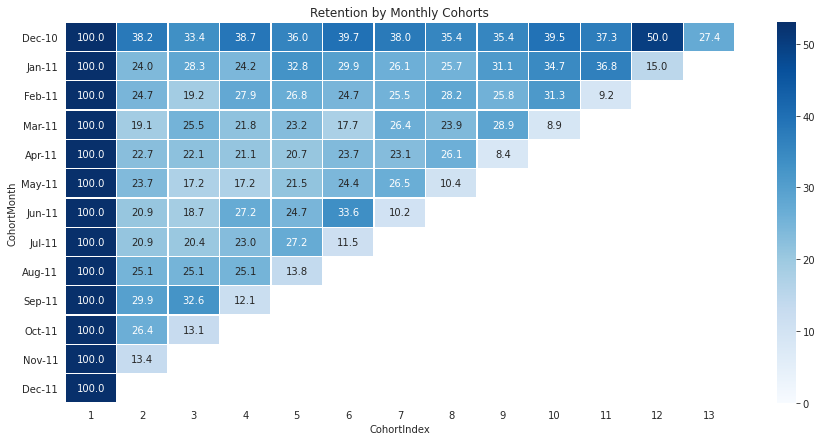 Retention by Monthly Cohorts
Dec-10 100.0 38.2 33.4 38.7 36.0 39.7 38.0 35.4 35.4 39.5 37.3 50.0 27.4
Jan-11 100.0 24.0 28.3 24.2 32.8 29.9 26.1 25.7 31.1 34.7 36.8 15.0
Feb-11 100.0 24.7 19.2 27.9 26.8 24.7 25.5 28.2 25.8 31.3 9.2
Mar-11 100.0 19.1 25.5 21.8 23.2 17.7 26.4 23.9 28.9 8.9
Apr-11 100.0 22.7 22.1 21.1 20.7 23.7 23.1 26.1 8.4
May-11 100.0 23.7 17.2 17.2 21.5 24.4 26.5 10.4
Jun-11 100.0 20.9 18.7 27.2 24.7 33.6 10.2
Jul-11 100.0 20.9 20.4 23.0 27.2 11.5
Aug-11 100.0 25.1 25.1 25.1 13.8
Sep-11 100.0 29.9 32.6 12.1
Oct-11 100.0 26.4 13.1
Nov-11 100.0 13.4
Dec-11 100.0
1 2 3 4 5 6 7 8 9 10 11 12 13
CohortIndex
CohortMonth
50
40
30
20
10
0